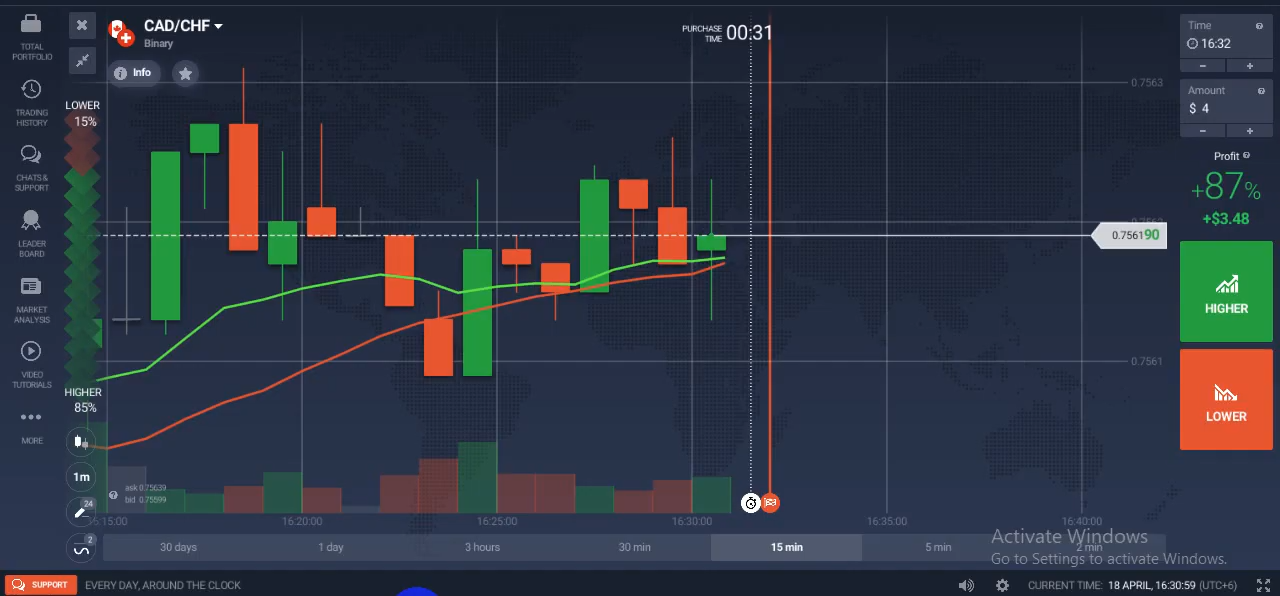 CAD/CHF
Binary
Info
PURCHASE
TIME
00:31
TOTAL
PORTFOLIO
TRADING
HISTORY
CHATS &
SUPPORT
LEADER
BOARD
MARKET
ANALYSIS
VIDEO
TUTORIALS
MORE
LOWER
15%
HIGHER
85%
1m
24
2
ask 0.75639
bid 0.75599
0.7563
0.7562
0.756190
0.7561
16:15:00
16:20:00
16:25:00
16:30:00
16:35:00
16:40:00
30 days
1 day
3 hours
30 min
15 min
5 min
2 min
Time
16:32
− +
Amount
$ 4
− +
Profit
+87%
+$3.48
HIGHER
LOWER
Activate Windows
Go to Settings to activate Windows.
SUPPORT
EVERY DAY, AROUND THE CLOCK
CURRENT TIME: 18 APRIL, 16:30:59 (UTC+6)